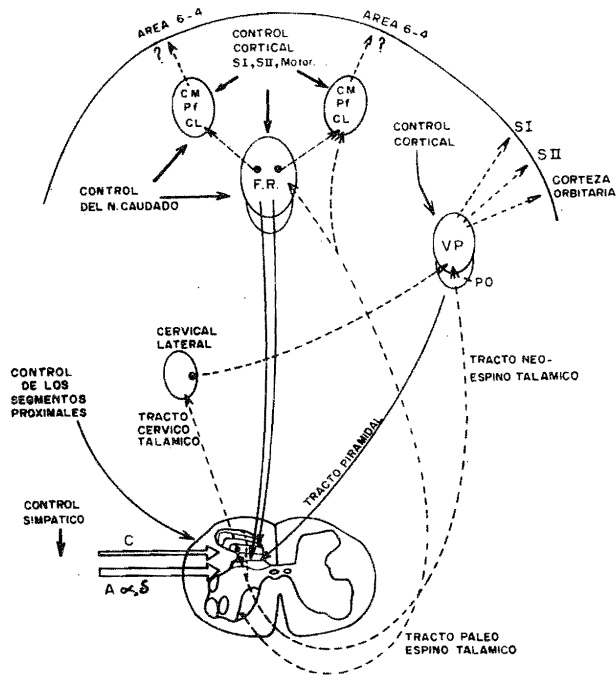 AREA 6-4
?
CONTROL
CORTICAL
SI,SII,Motor.
AREA 6-4
?
CM
Pf
CL
CM
Pf
CL
F.R.
CONTROL
DEL N.CAUDADO
CONTROL
CORTICAL
SI
SII
CORTEZA
ORBITARIA
VP
PO
CERVICAL
LATERAL
CONTROL
DE LOS
SEGMENTOS
PROXIMALES
TRACTO
CERVICO
TALAMICO
TRACTO NEO-
ESPINO TALAMICO
TRACTO PIRAMIDAL
CONTROL
SIMPATICO
C
A α,δ
TRACTO PALEO
ESPINO TALAMICO